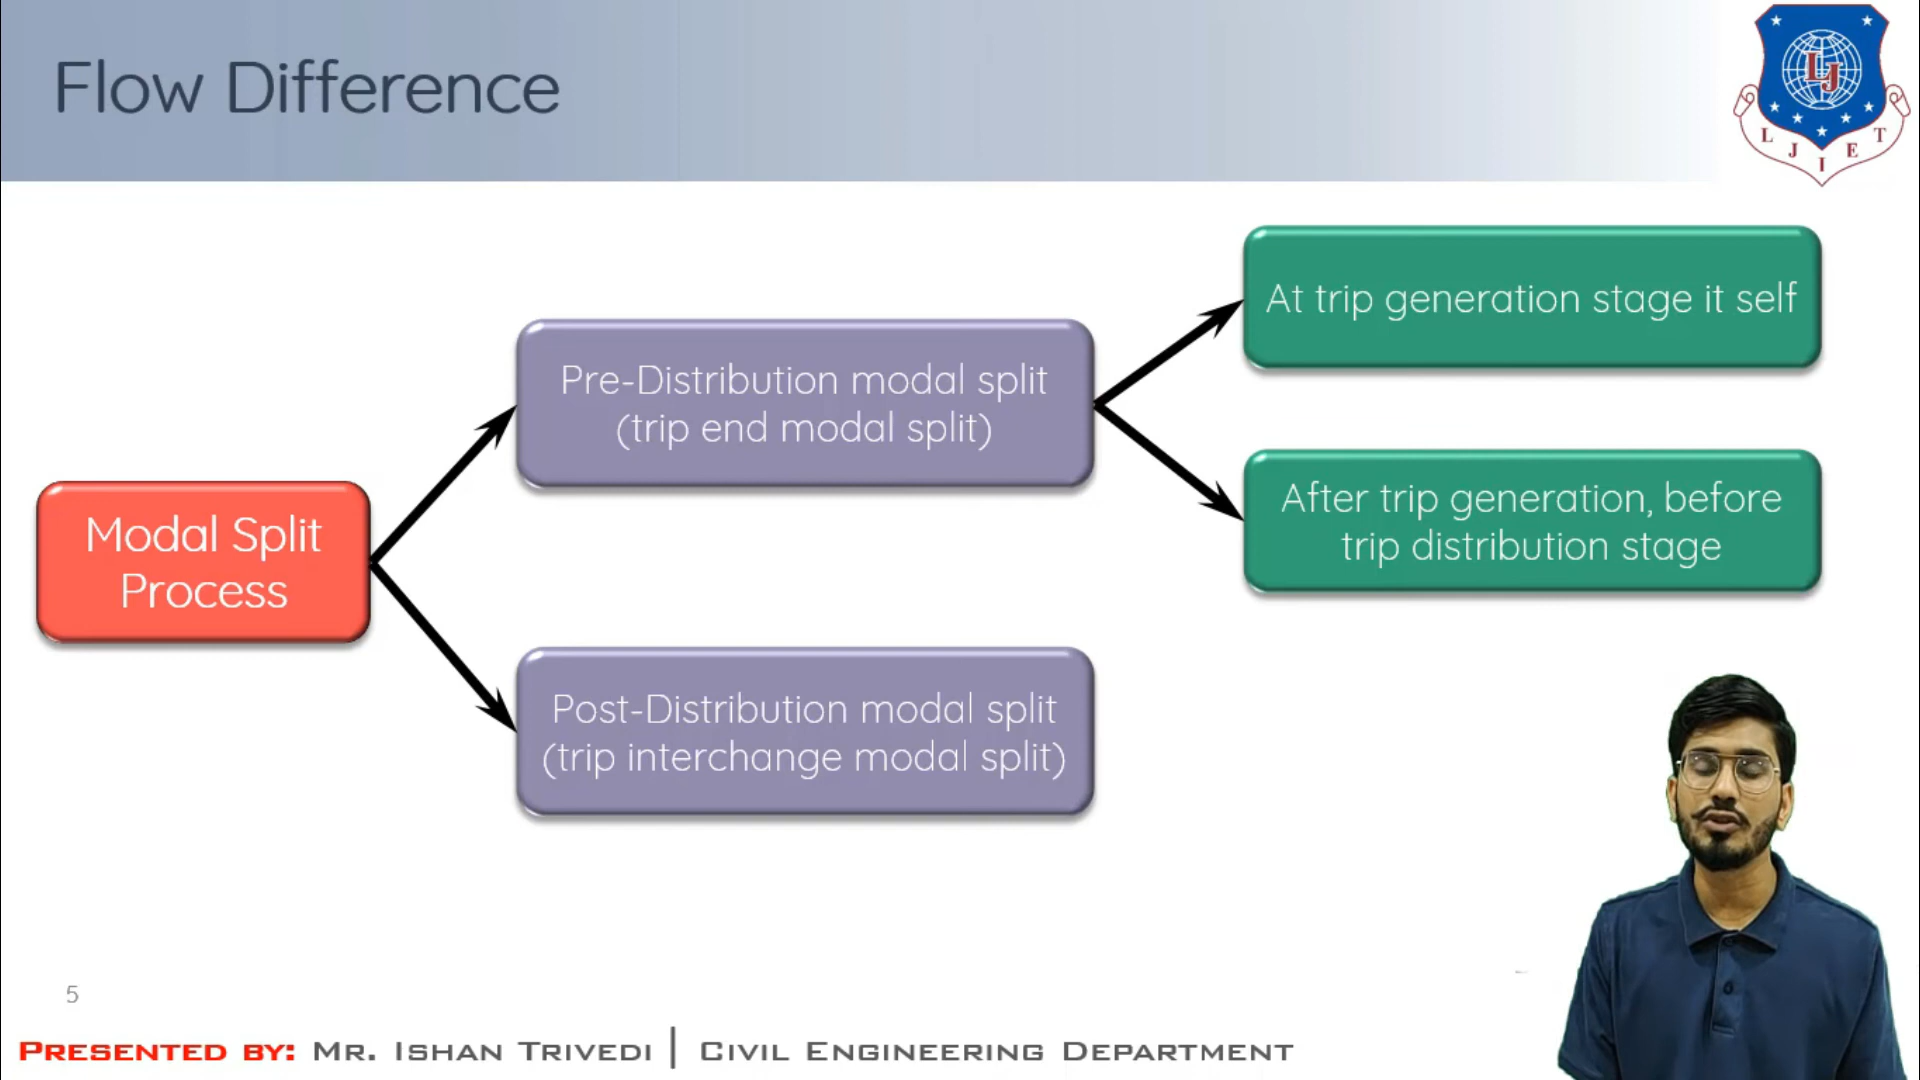 Flow Difference
L J I E T
LJ
At trip generation stage it self
Pre-Distribution modal split
(trip end modal split)
After trip generation, before
trip distribution stage
Modal Split
Process
Post-Distribution modal split
(trip interchange modal split)
5
PRESENTED BY: MR. ISHAN TRIVEDI | CIVIL ENGINEERING DEPARTMENT